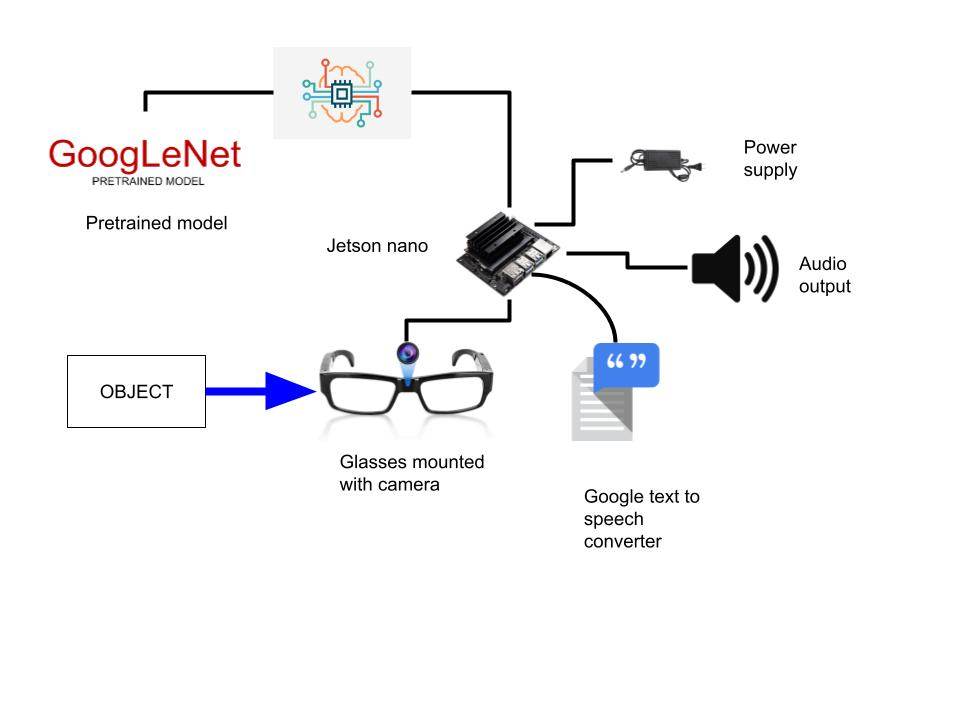 GoogLeNet
PRETRAINED MODEL
Pretrained model
Jetson nano
Power
supply
Audio
output
OBJECT
“ ”
Glasses mounted
with camera
Google text to
speech
converter